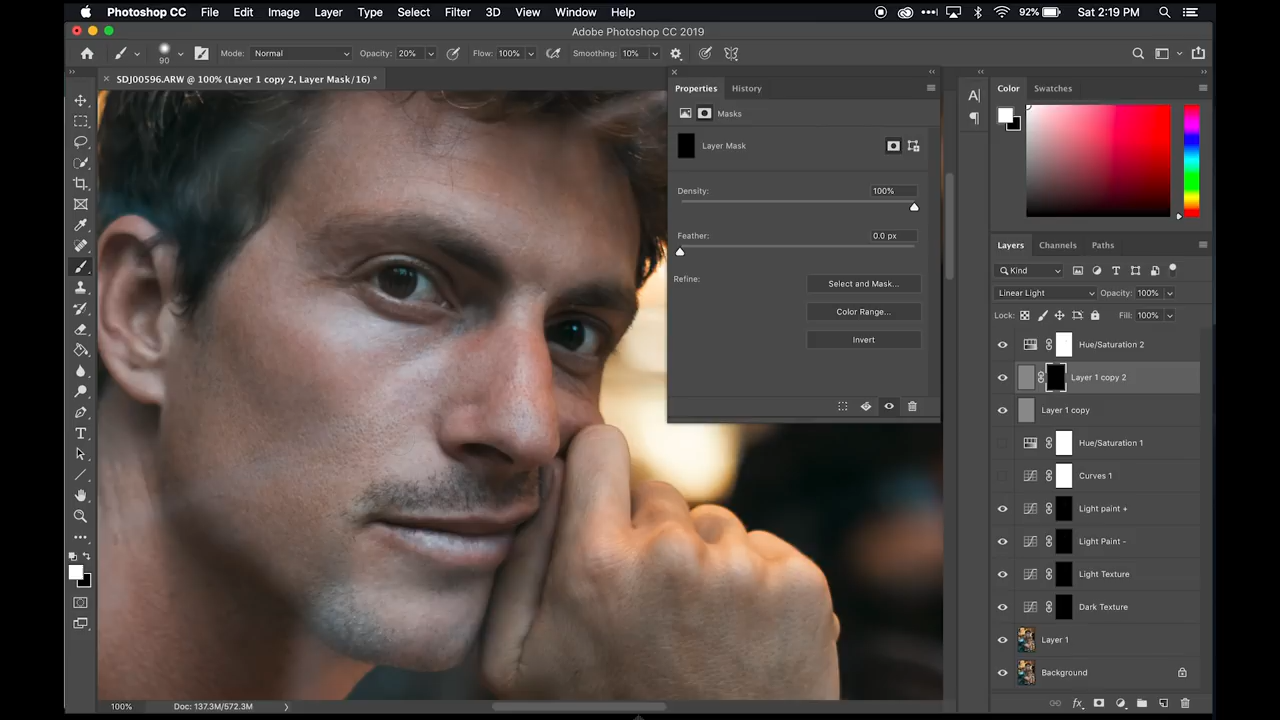 Photoshop CC File Edit Image Layer Type Select Filter 3D View Window Help 92% Sat 2:19 PM
Adobe Photoshop CC 2019
90 Mode: Normal Opacity: 20% Flow: 100% Smoothing: 10%
SDJ00596.ARW @ 100% (Layer 1 copy 2, Layer Mask/16) *
Properties History
Masks
Layer Mask
Density: 100%
Feather: 0.0 px
Refine:
Select and Mask...
Color Range...
Invert
Color Swatches
Layers Channels Paths
Kind
Linear Light Opacity: 100%
Lock: Fill: 100%
Hue/Saturation 2
Layer 1 copy 2
Layer 1 copy
Hue/Saturation 1
Curves 1
Light paint +
Light Paint -
Light Texture
Dark Texture
Layer 1
Background
100% Doc: 137.3M/572.3M